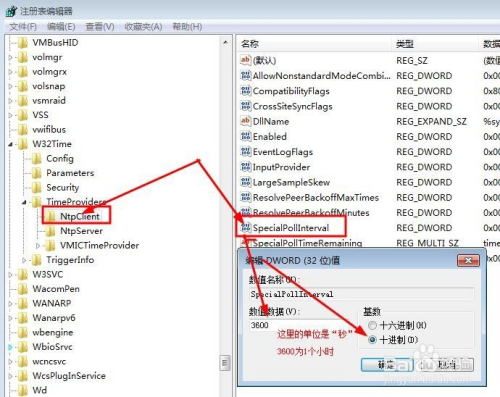 注册表编辑器
文件(F) 编辑(E) 查看(V) 收藏夹(A) 帮助(H)
VMBusHID
volmgr
volmgrx
volsnap
vsmraid
VSS
vwifibus
W32Time
Config
Parameters
Security
TimeProviders
NtpClient
NtpServer
VMICTimeProvider
TriggerInfo
W3SVC
WacomPen
WANARP
Wanarpv6
wbengine
WbioSrvc
wcncsvc
WcsPlugInService
Wd
名称 类型 数据
(默认) REG_SZ (数
AllowNonstandardModeCombi... REG_DWORD 0x00
CompatibilityFlags REG_DWORD 0x80
CrossSiteSyncFlags REG_DWORD 0x00
DllName REG_EXPAND_SZ %sy
Enabled REG_DWORD 0x00
EventLogFlags REG_DWORD 0x00
InputProvider REG_DWORD 0x00
LargeSampleSkew REG_DWORD 0x00
ResolvePeerBackoffMaxTimes REG_DWORD 0x00
ResolvePeerBackoffMinutes REG_DWORD 0x00
SpecialPollInterval REG_DWORD 0x00
SpecialPollTimeRemaining REG_MULTI_SZ time
编辑 DWORD (32 位)值
数值名称(N):
SpecialPollInterval
数值数据(V):
3600
这里的单位是“秒”
3600为1个小时
基数
十六进制(H)
十进制(D)
确定 取消